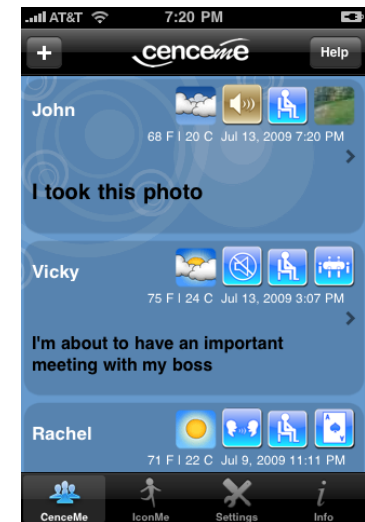 AT&T 7:20 PM
cenceme Help
John
68 F | 20 C Jul 13, 2009 7:20 PM
I took this photo
Vicky
75 F | 24 C Jul 13, 2009 3:07 PM
I'm about to have an important
meeting with my boss
Rachel
A
71 F | 22 C Jul 9, 2009 11:11 PM
CenceMe IconMe Settings Info